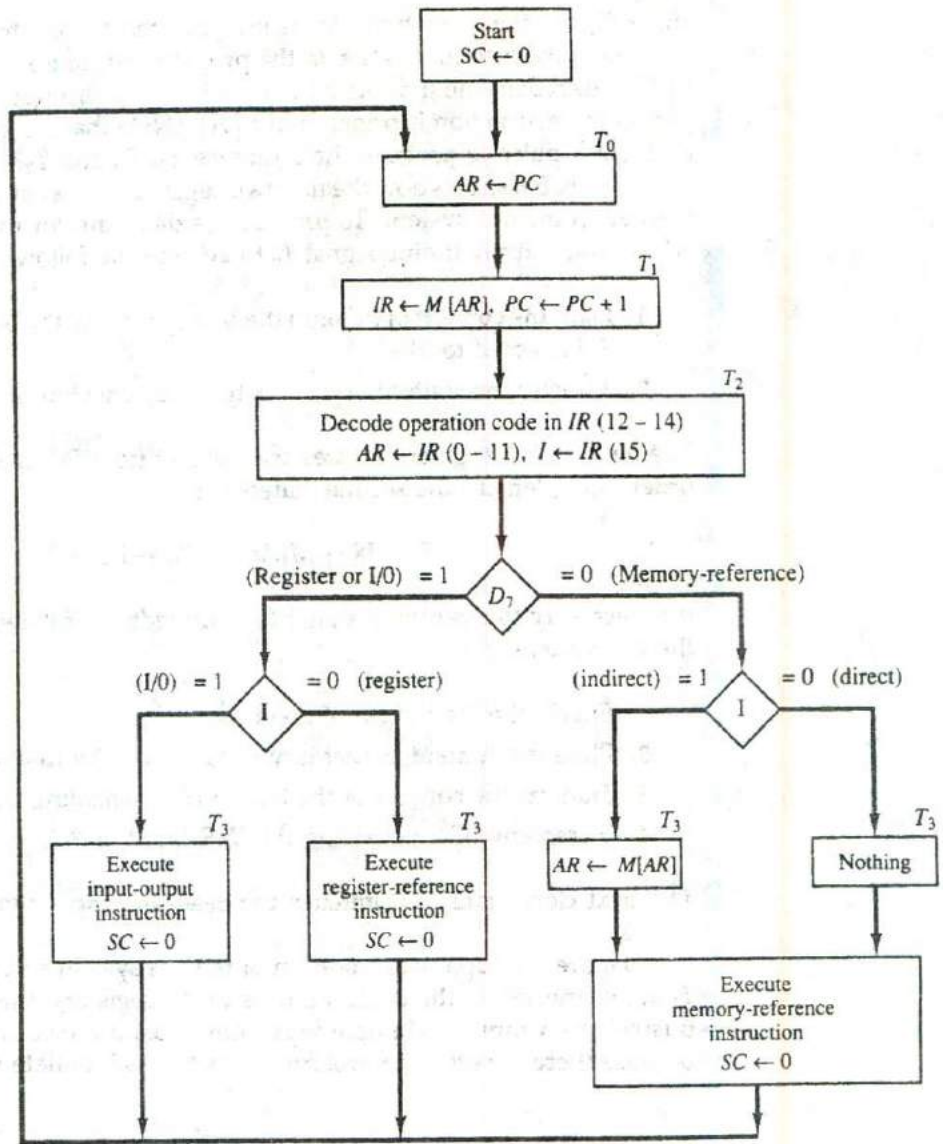 Start
SC ← 0
T₀
AR ← PC
T₁
IR ← M [AR], PC ← PC + 1
T₂
Decode operation code in IR (12 – 14)
AR ← IR (0 – 11), I ← IR (15)
(Register or I/0) = 1
D₇
= 0 (Memory-reference)
(I/0) = 1
I
= 0 (register)
(indirect) = 1
I
= 0 (direct)
T₃
Execute
input-output
instruction
SC ← 0
T₃
Execute
register-reference
instruction
SC ← 0
T₃
AR ← M[AR]
T₃
Nothing
Execute
memory-reference
instruction
SC ← 0